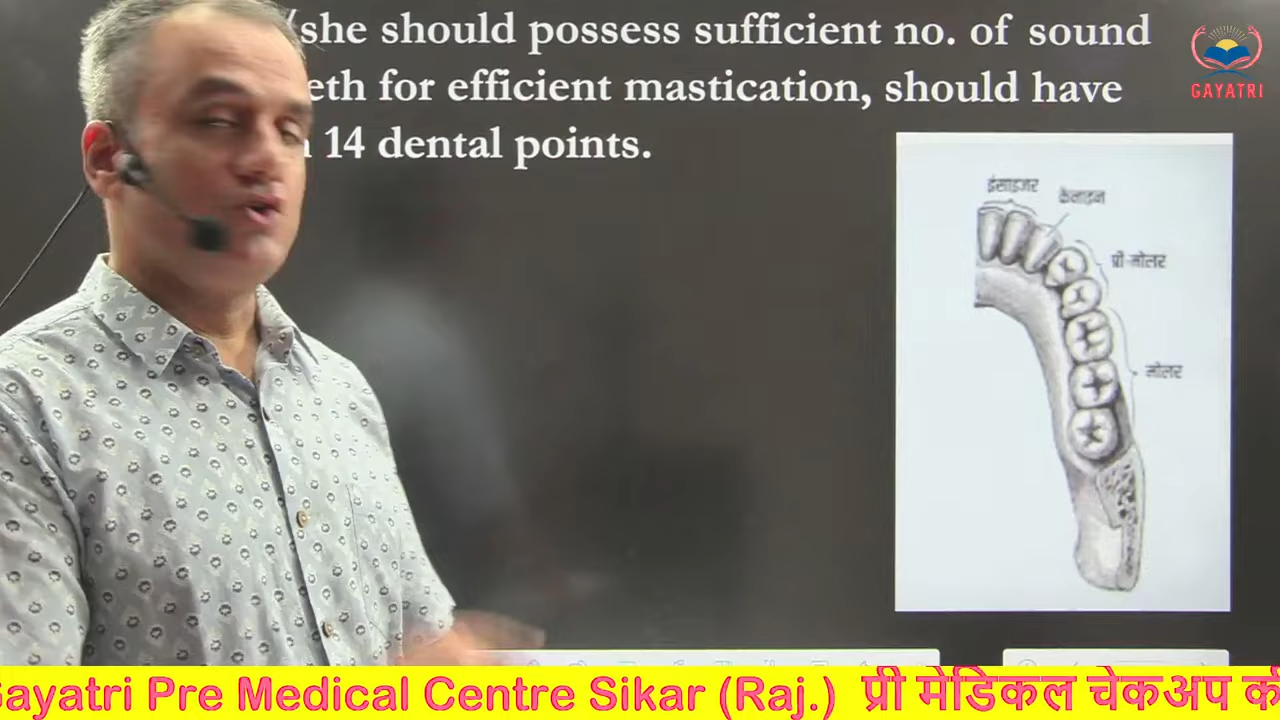 /she should possess sufficient no. of sound
eth for efficient mastication, should have
14 dental points.
GAYATRI
इंसाइजर
केनाइन
प्री-मोलर
मोलर
Gayatri Pre Medical Centre Sikar (Raj.) प्री मेडिकल चेकअप की